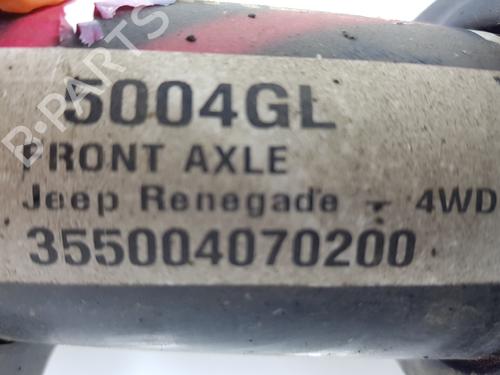 5004GL
FRONT AXLE
Jeep Renegade - 4WD
355004070200
B-PARTS